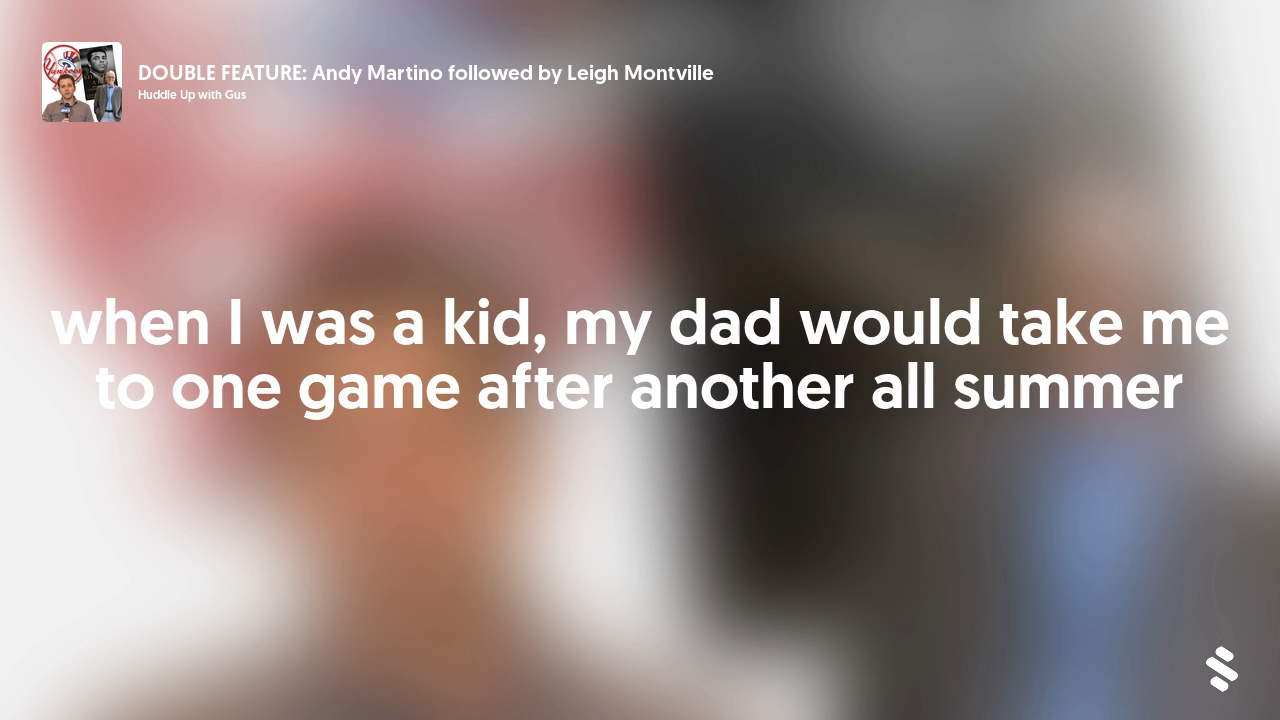 DOUBLE FEATURE: Andy Martino followed by Leigh Montville
Huddle Up with Gus
when I was a kid, my dad would take me
to one game after another all summer